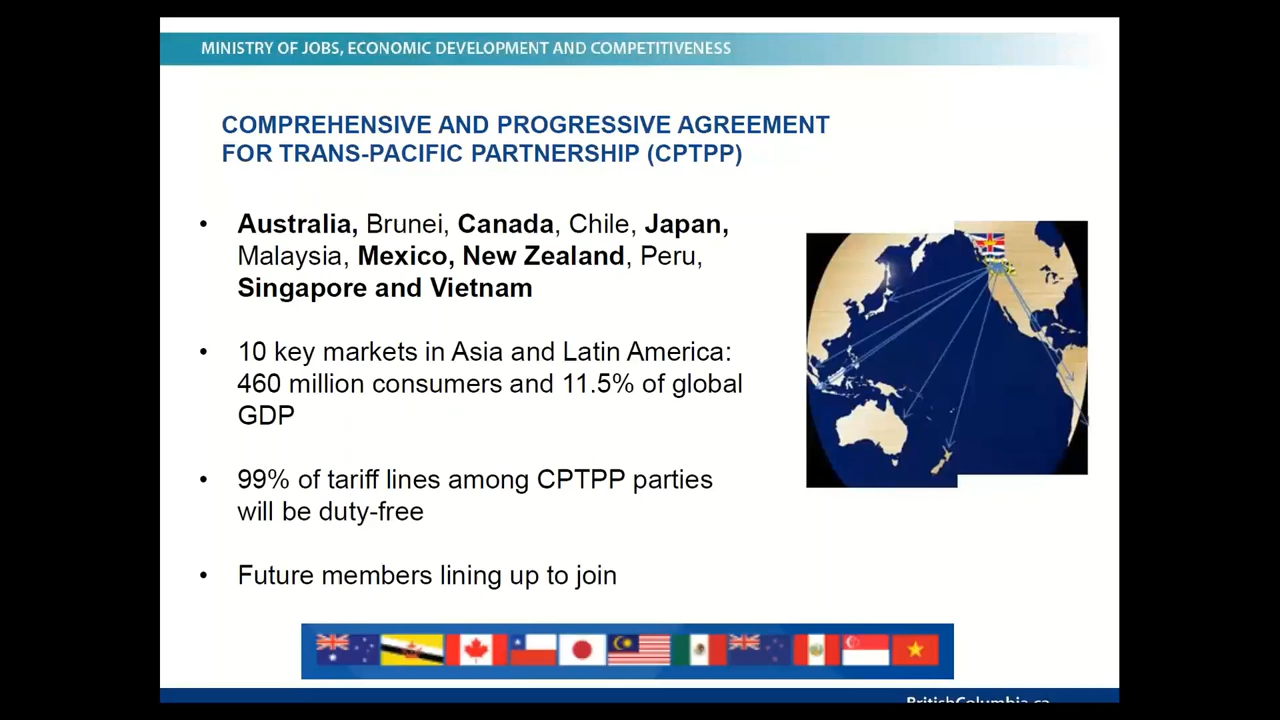 MINISTRY OF JOBS, ECONOMIC DEVELOPMENT AND COMPETITIVENESS
COMPREHENSIVE AND PROGRESSIVE AGREEMENT
FOR TRANS-PACIFIC PARTNERSHIP (CPTPP)
• Australia, Brunei, Canada, Chile, Japan,
Malaysia, Mexico, New Zealand, Peru,
Singapore and Vietnam
• 10 key markets in Asia and Latin America:
460 million consumers and 11.5% of global
GDP
• 99% of tariff lines among CPTPP parties
will be duty-free
• Future members lining up to join
BritishColumbia.ca